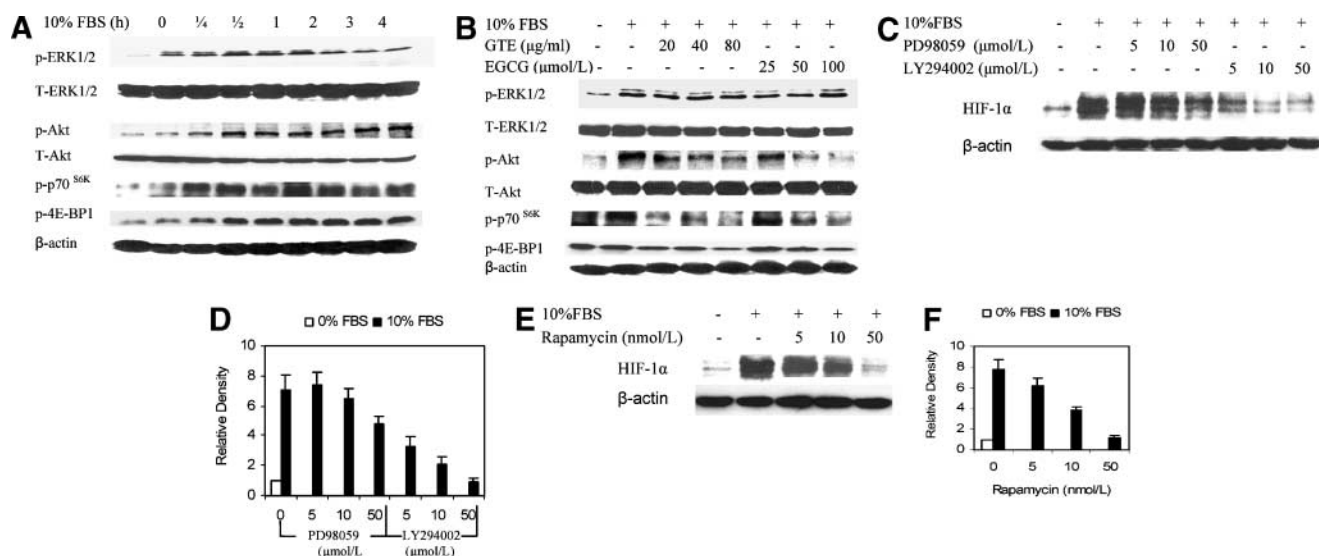 A
10% FBS (h) 0 ¼ ½ 1 2 3 4
p-ERK1/2
T-ERK1/2
p-Akt
T-Akt
p-p70 S6K
p-4E-BP1
β-actin
B
10% FBS - + + + + + + +
GTE (μg/ml) - - 20 40 80 - - -
EGCG (μmol/L) - - - - - 25 50 100
p-ERK1/2
T-ERK1/2
p-Akt
T-Akt
p-p70 S6K
p-4E-BP1
β-actin
C
10%FBS - + + + + + + +
PD98059 (μmol/L) - - 5 10 50 - - -
LY294002 (μmol/L) - - - - - 5 10 50
HIF-1α
β-actin
D
0% FBS 10% FBS
Relative Density
10
8
6
4
2
0
0 5 10 50 5 10 50
PD98059 LY294002
(μmol/L (μmol/L)
E
10%FBS - + + + +
Rapamycin (nmol/L) - - 5 10 50
HIF-1α
β-actin
F
0% FBS 10% FBS
Relative Density
10
8
6
4
2
0
0 5 10 50
Rapamycin (nmol/L)